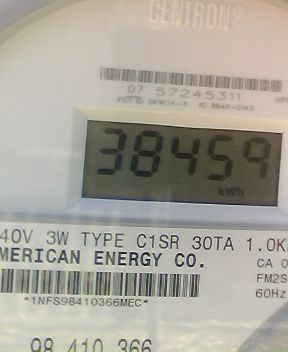 CENTRON®
07 57245311
38459
kWh
40V 3W TYPE C1SR 30TA 1.0K
MERICAN ENERGY CO.
CA 0
FM2S
60Hz
*1NFS98410366MEC*
98 410 366